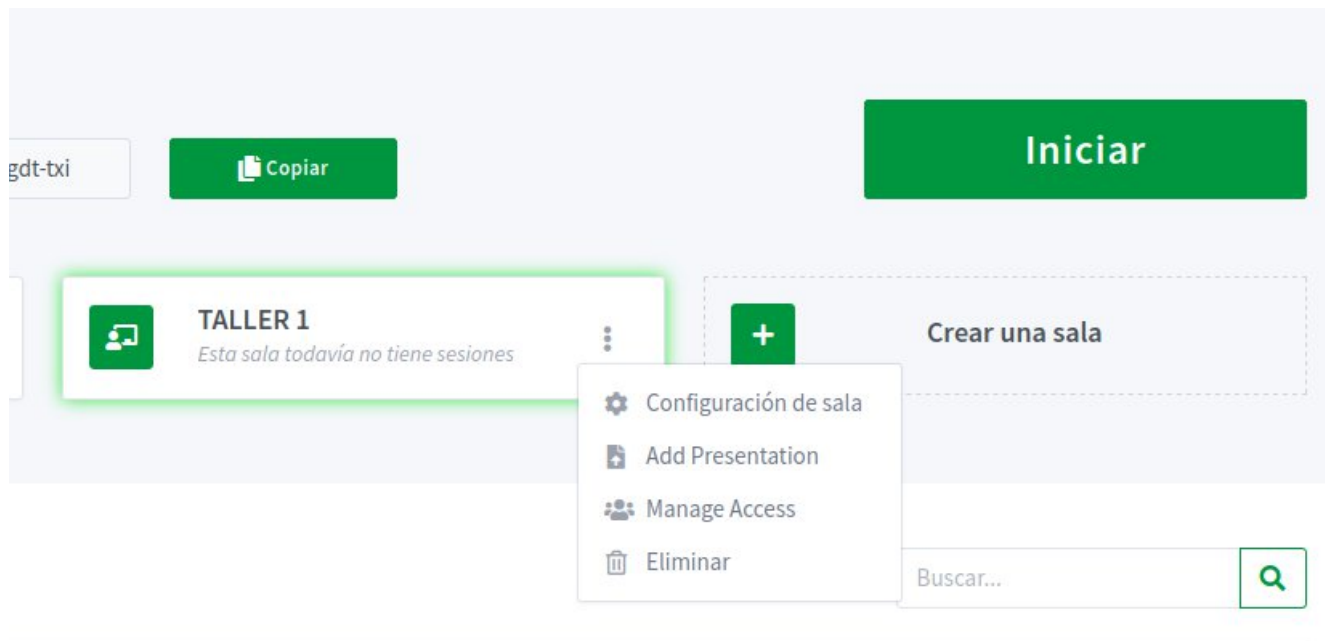 Iniciar
gdt-txi
Copiar
TALLER 1
Esta sala todavía no tiene sesiones
Crear una sala
Configuración de sala
Add Presentation
Manage Access
Eliminar
Buscar...